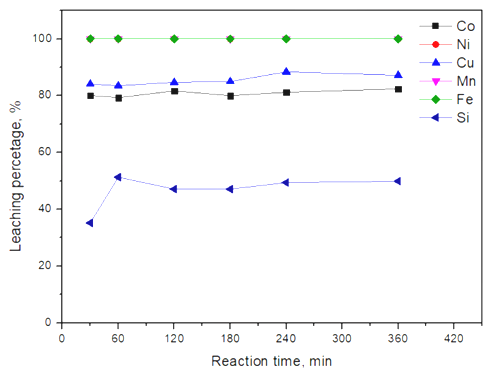 Leaching percetage, %
100
80
60
40
20
0
0 60 120 180 240 300 360 420
Reaction time, min
Co
Ni
Cu
Mn
Fe
Si